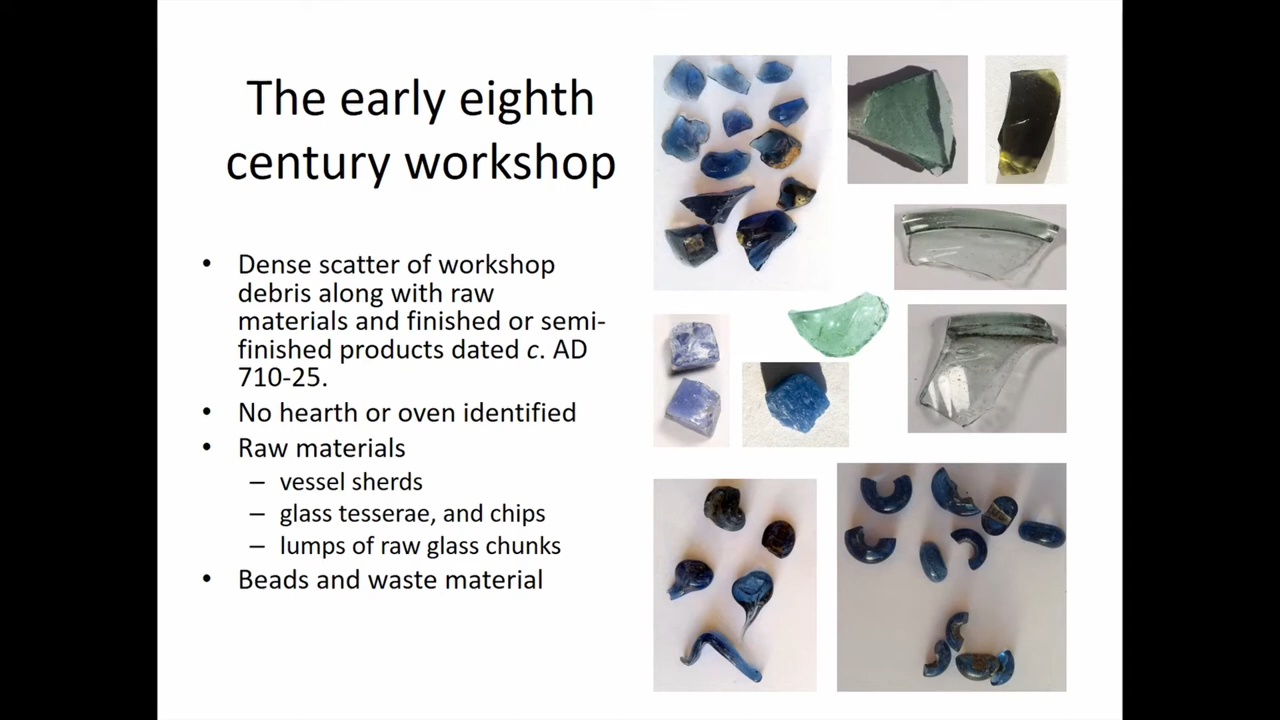 The early eighth
century workshop
• Dense scatter of workshop
debris along with raw
materials and finished or semi-
finished products dated c. AD
710-25.
• No hearth or oven identified
• Raw materials
– vessel sherds
– glass tesserae, and chips
– lumps of raw glass chunks
• Beads and waste material